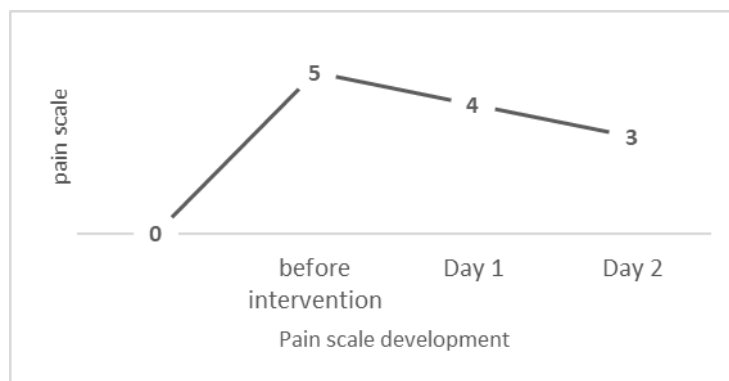 pain scale
5
4
3
0
before
intervention
Day 1
Day 2
Pain scale development